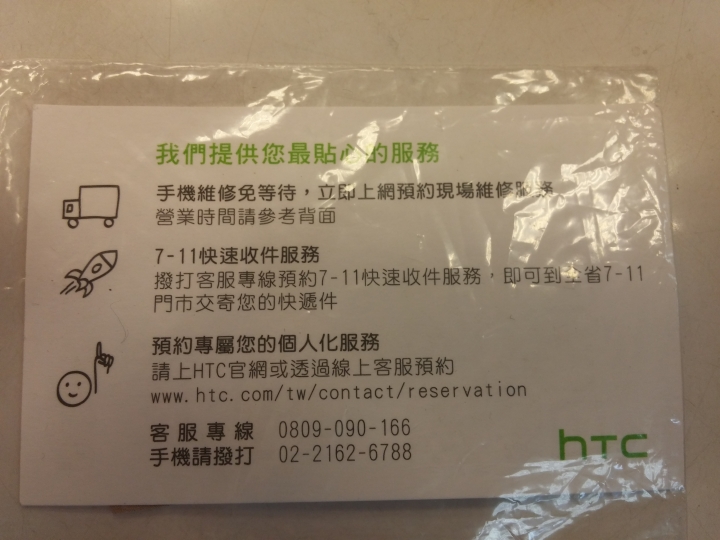 我們提供您最貼心的服務
手機維修免等待，立即上網預約現場維修服務
營業時間請參考背面
7-11快速收件服務
撥打客服專線預約7-11快速收件服務，即可到全省7-11
門市交寄您的快遞件
預約專屬您的個人化服務
請上HTC官網或透過線上客服預約
www.htc.com/tw/contact/reservation
客服專線 0809-090-166
手機請撥打 02-2162-6788
hTC